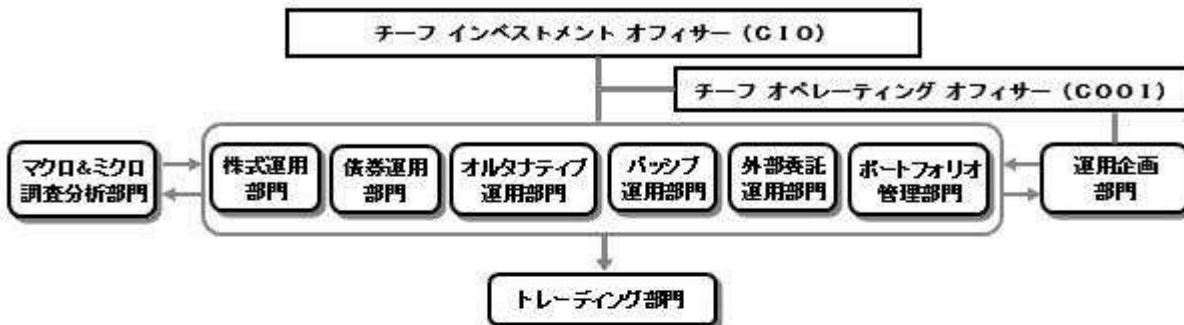 チーフ インベストメント オフィサー (CIO)
チーフ オペレーティング オフィサー (COOI)
マクロ&ミクロ
調査分析部門
株式運用
部門
債券運用
部門
オルタナティブ
運用部門
パッシブ
運用部門
外部委託
運用部門
ポートフォリオ
管理部門
運用企画
部門
トレーディング部門